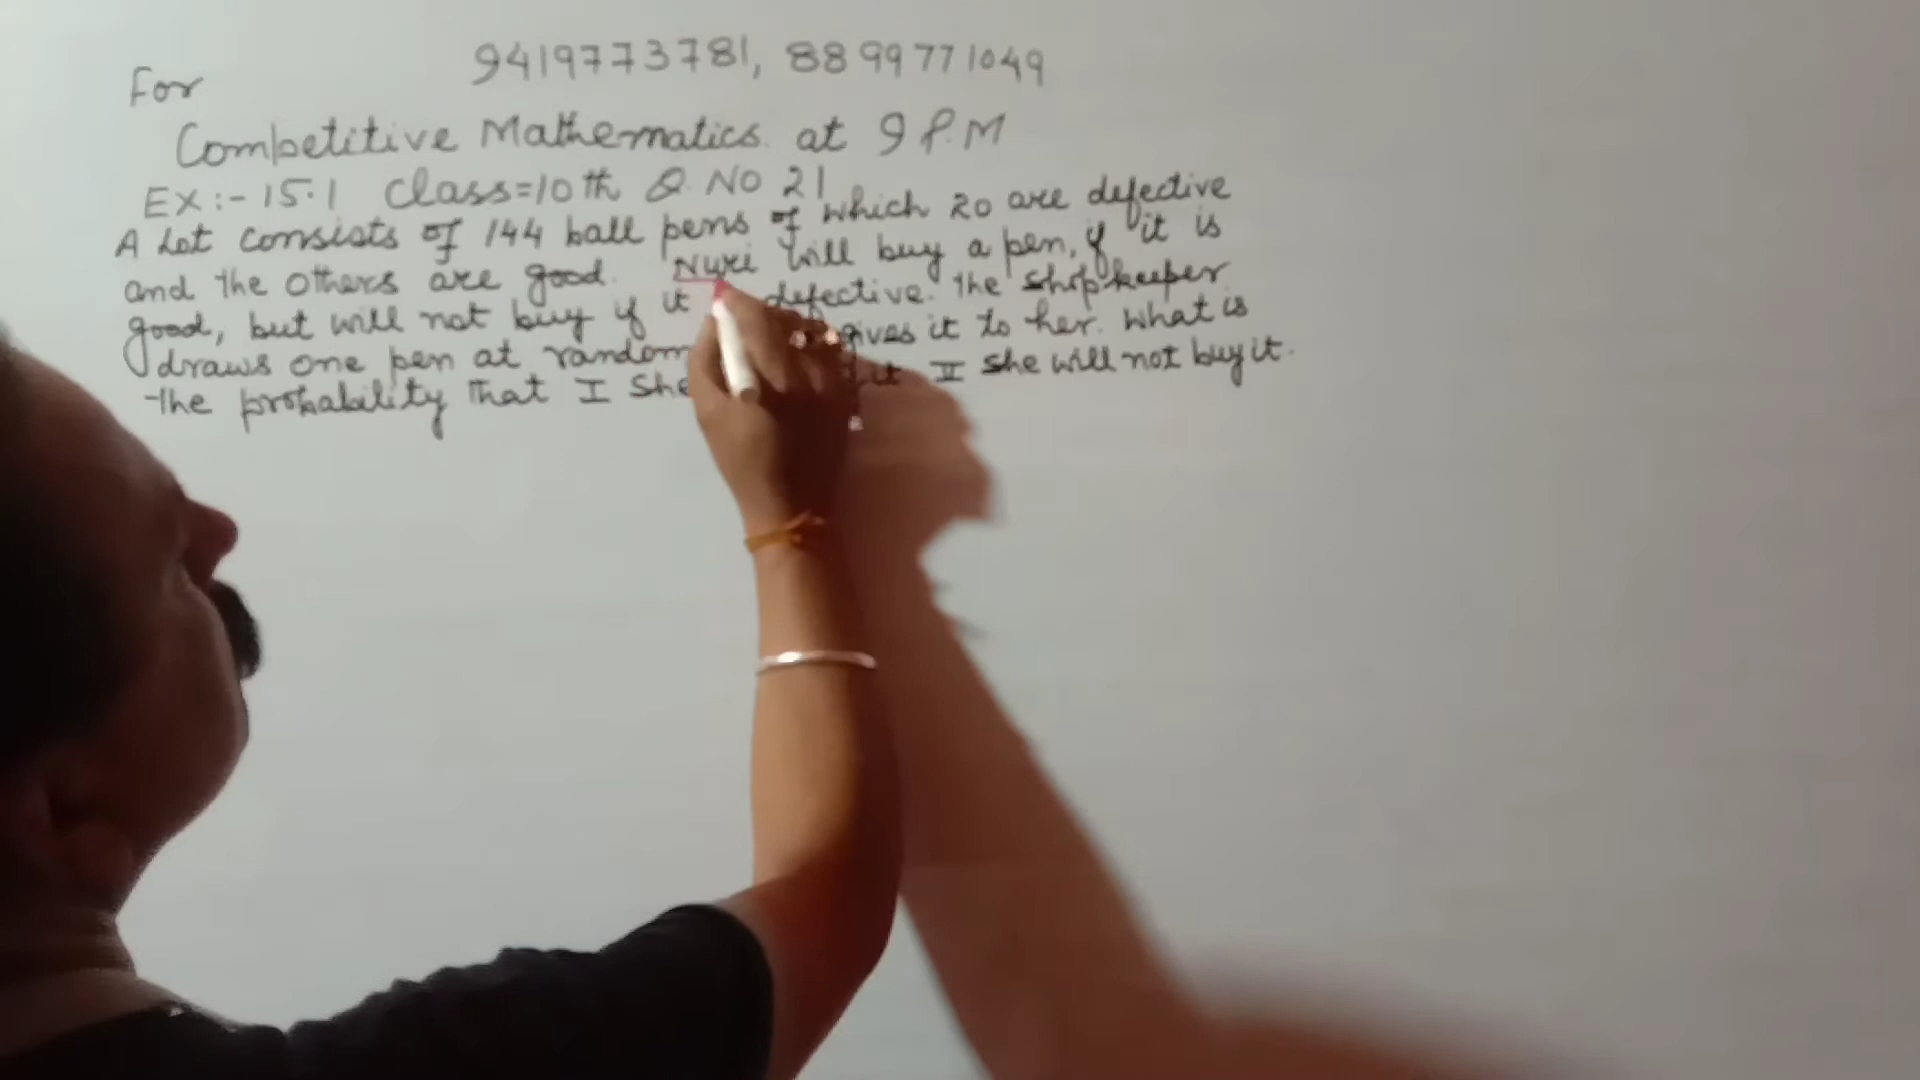 9419773781, 8899771049
For
Competitive Mathematics at 9 P.M
EX:- 15.1 Class=10th Q. NO 21
A Lot consists of 144 ball pens of which 20 are defective
and the others are good. Nuri will buy a pen, if it is
good, but will not buy if it defective. The shopkeeper
draws one pen at random gives it to her. What is
the probability that I She it II she will not buy it.